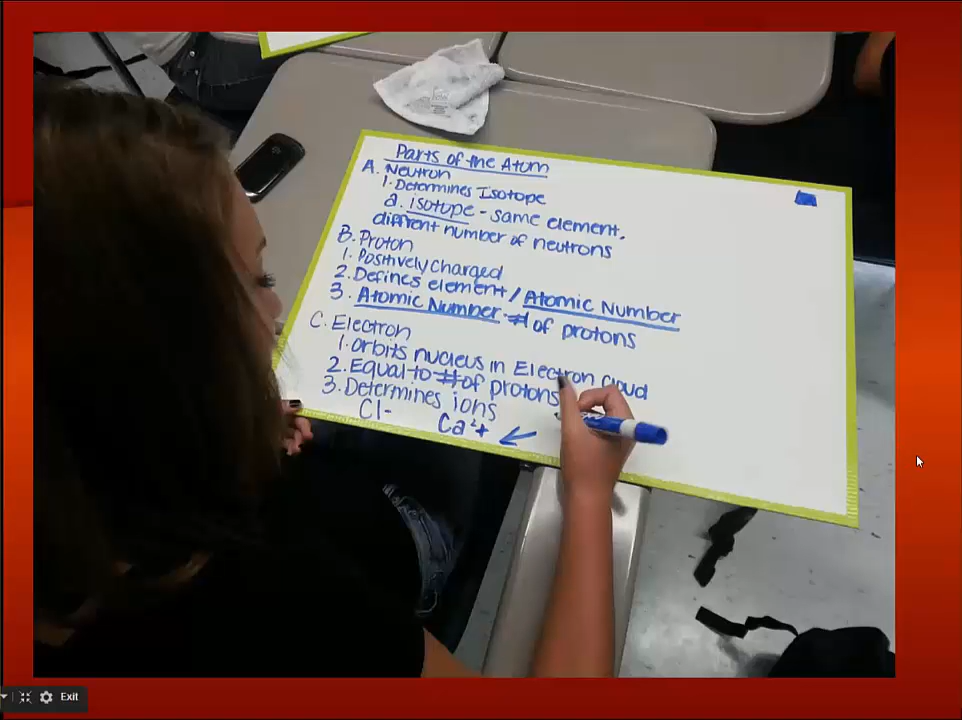 Parts of the Atom
A. Neutron
1. Determines Isotope
2. isotope - same element,
diffrent number of neutrons
B. Proton
1. Positively Charged
2. Defines element / Atomic Number
3. Atomic Number - # of protons
C. Electron
1. Orbits nucleus in Electron Cloud
2. Equal to # of protons
3. Determines ions
Cl- Ca²+
Exit